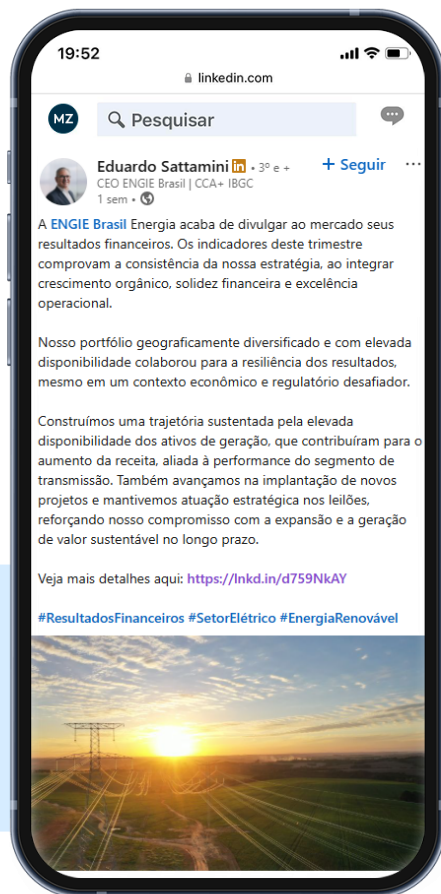 19:52
linkedin.com
MZ
Pesquisar
Eduardo Sattamini in • 3º e +
+ Seguir ...
CEO ENGIE Brasil | CCA+ IBGC
1 sem •
A ENGIE Brasil Energia acaba de divulgar ao mercado seus
resultados financeiros. Os indicadores deste trimestre
comprovam a consistência da nossa estratégia, ao integrar
crescimento orgânico, solidez financeira e excelência
operacional.
Nosso portfólio geograficamente diversificado e com elevada
disponibilidade colaborou para a resiliência dos resultados,
mesmo em um contexto econômico e regulatório desafiador.
Construímos uma trajetória sustentada pela elevada
disponibilidade dos ativos de geração, que contribuíram para o
aumento da receita, aliada à performance do segmento de
transmissão. Também avançamos na implantação de novos
projetos e mantivemos atuação estratégica nos leilões,
reforçando nosso compromisso com a expansão e a geração
de valor sustentável no longo prazo.
Veja mais detalhes aqui: https://lnkd.in/d759NkAY
#ResultadosFinanceiros #SetorElétrico #EnergiaRenovável